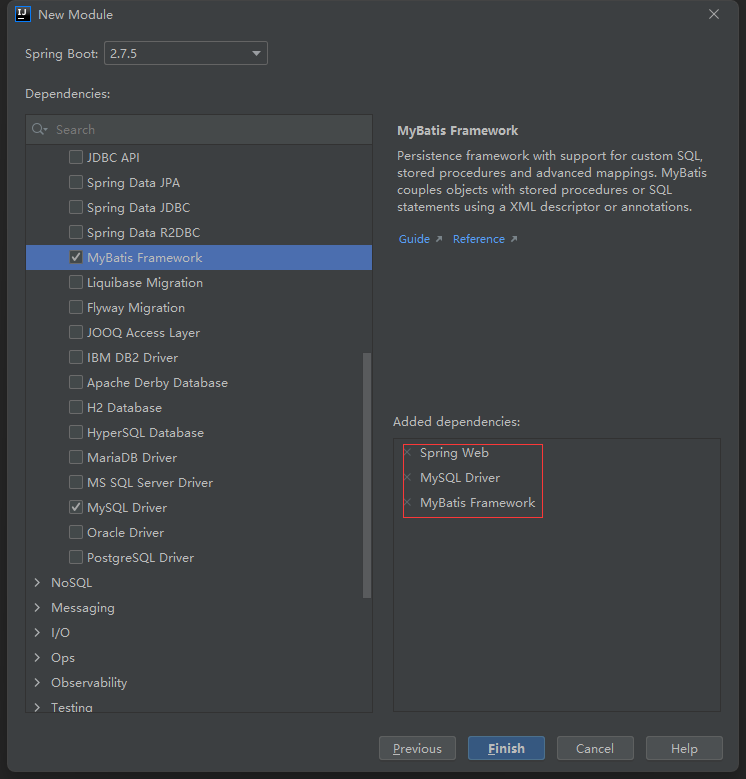 New Module
Spring Boot: 2.7.5
Dependencies:
Search
JDBC API
Spring Data JPA
Spring Data JDBC
Spring Data R2DBC
MyBatis Framework
Liquibase Migration
Flyway Migration
JOOQ Access Layer
IBM DB2 Driver
Apache Derby Database
H2 Database
HyperSQL Database
MariaDB Driver
MS SQL Server Driver
MySQL Driver
Oracle Driver
PostgreSQL Driver
NoSQL
Messaging
I/O
Ops
Observability
Testing
MyBatis Framework
Persistence framework with support for custom SQL,
stored procedures and advanced mappings. MyBatis
couples objects with stored procedures or SQL
statements using a XML descriptor or annotations.
Guide Reference
Added dependencies:
Spring Web
MySQL Driver
MyBatis Framework
Previous Finish Cancel Help